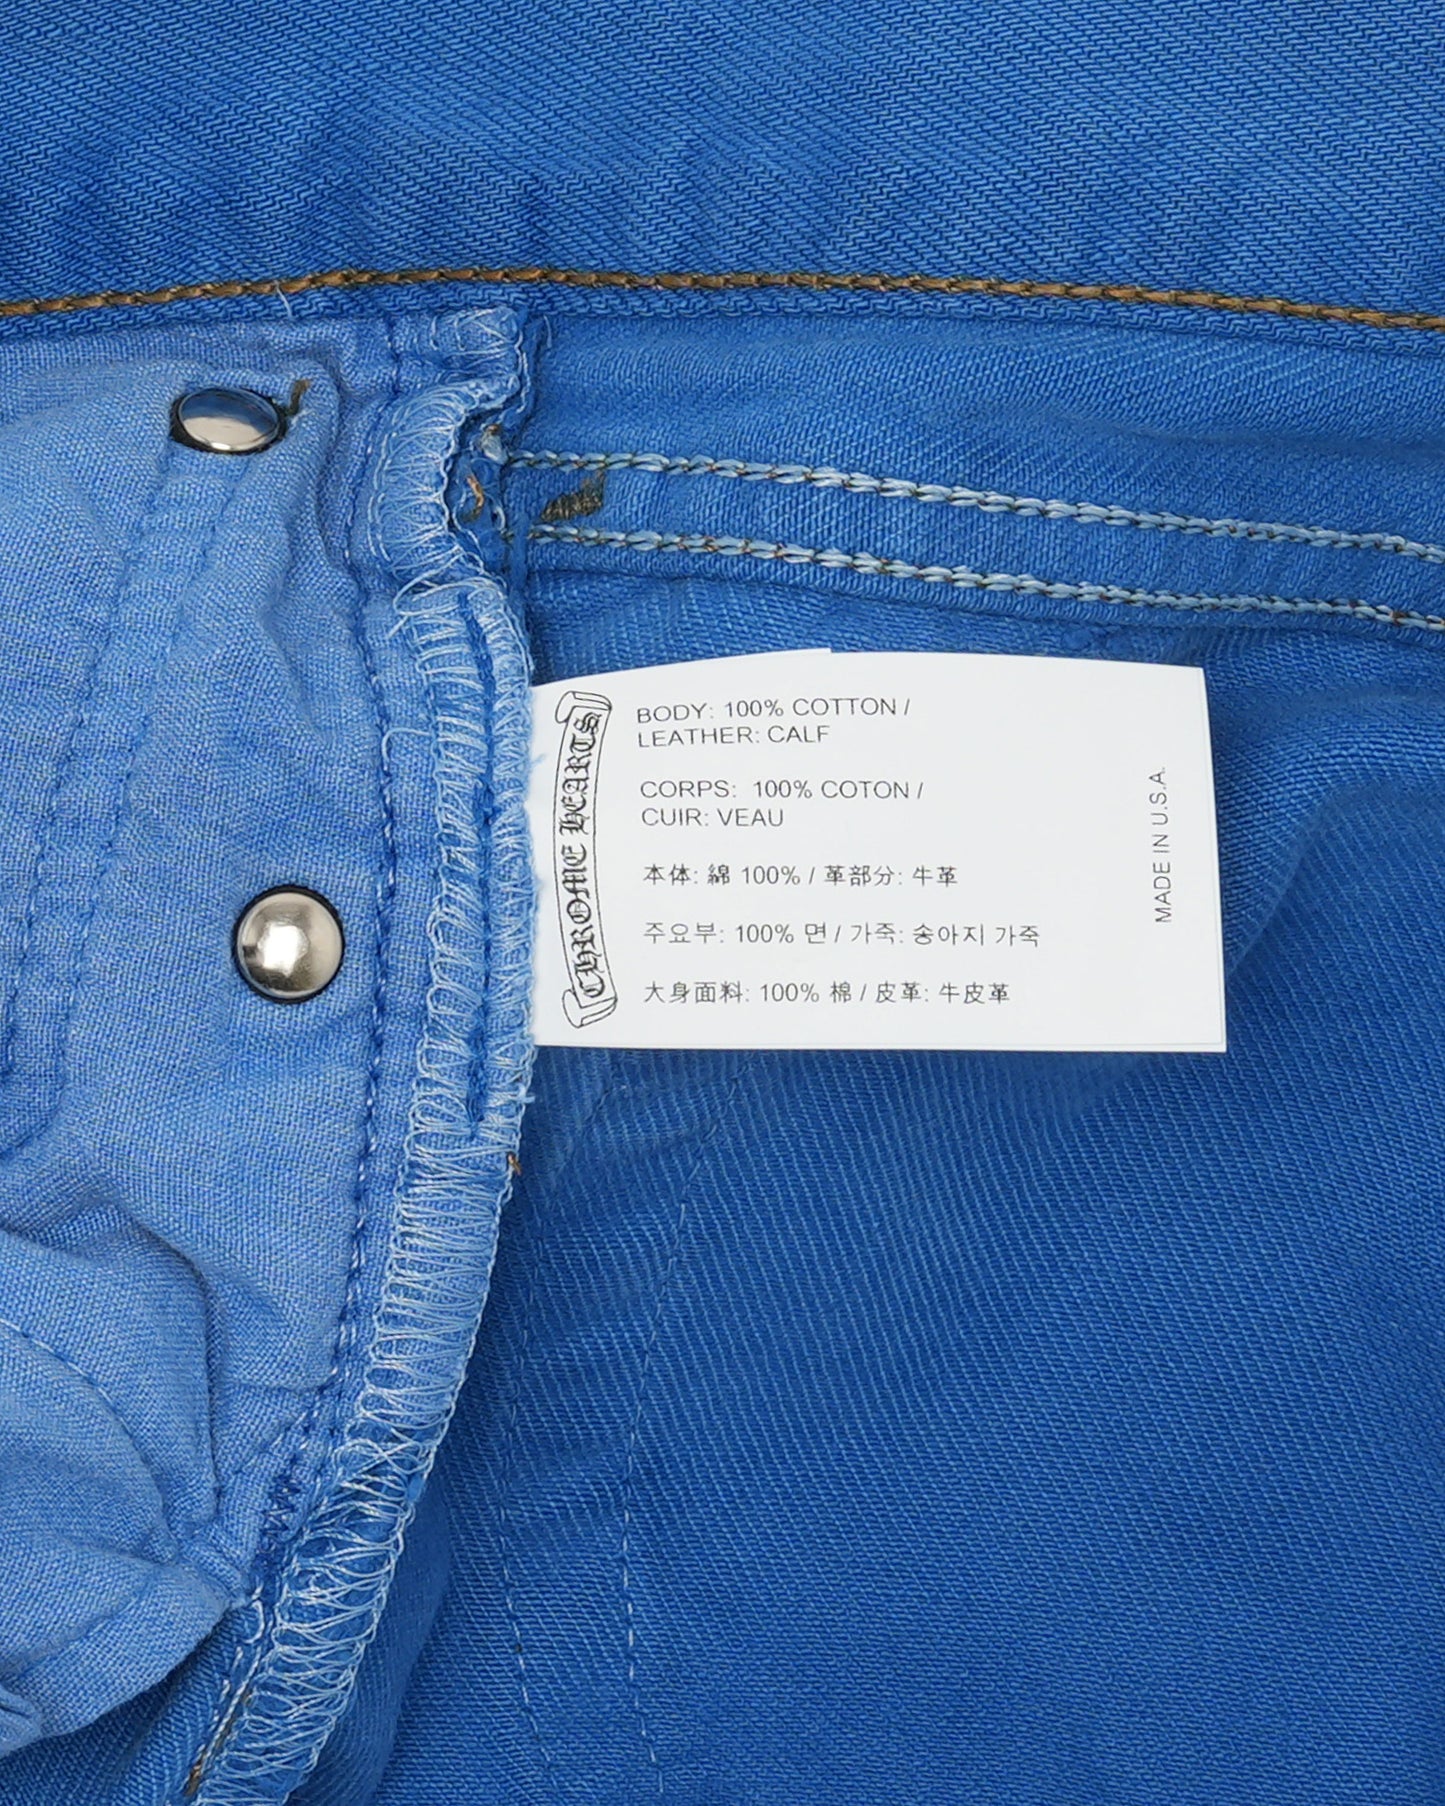 CHROME HEARTS
BODY: 100% COTTON /
LEATHER: CALF
CORPS: 100% COTON /
CUIR: VEAU
本体: 綿 100% / 革部分: 牛革
주요부: 100% 면 / 가죽: 송아지 가죽
大身面料: 100% 棉 / 皮革: 牛皮革
MADE IN U.S.A.